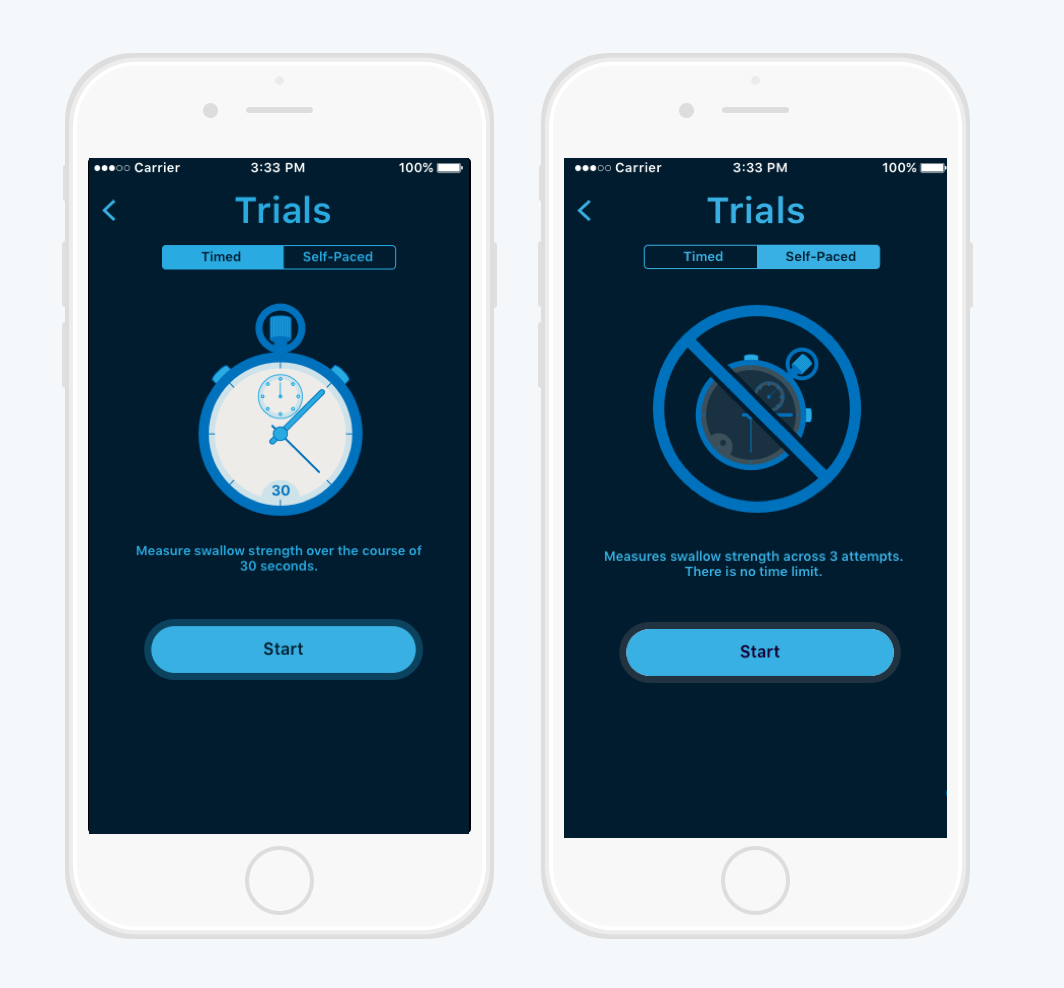 ●●●○○ Carrier 3:33 PM 100%
Trials
Timed Self-Paced
30
Measure swallow strength over the course of
30 seconds.
Start
●●●○○ Carrier 3:33 PM 100%
Trials
Timed Self-Paced
Measures swallow strength across 3 attempts.
There is no time limit.
Start